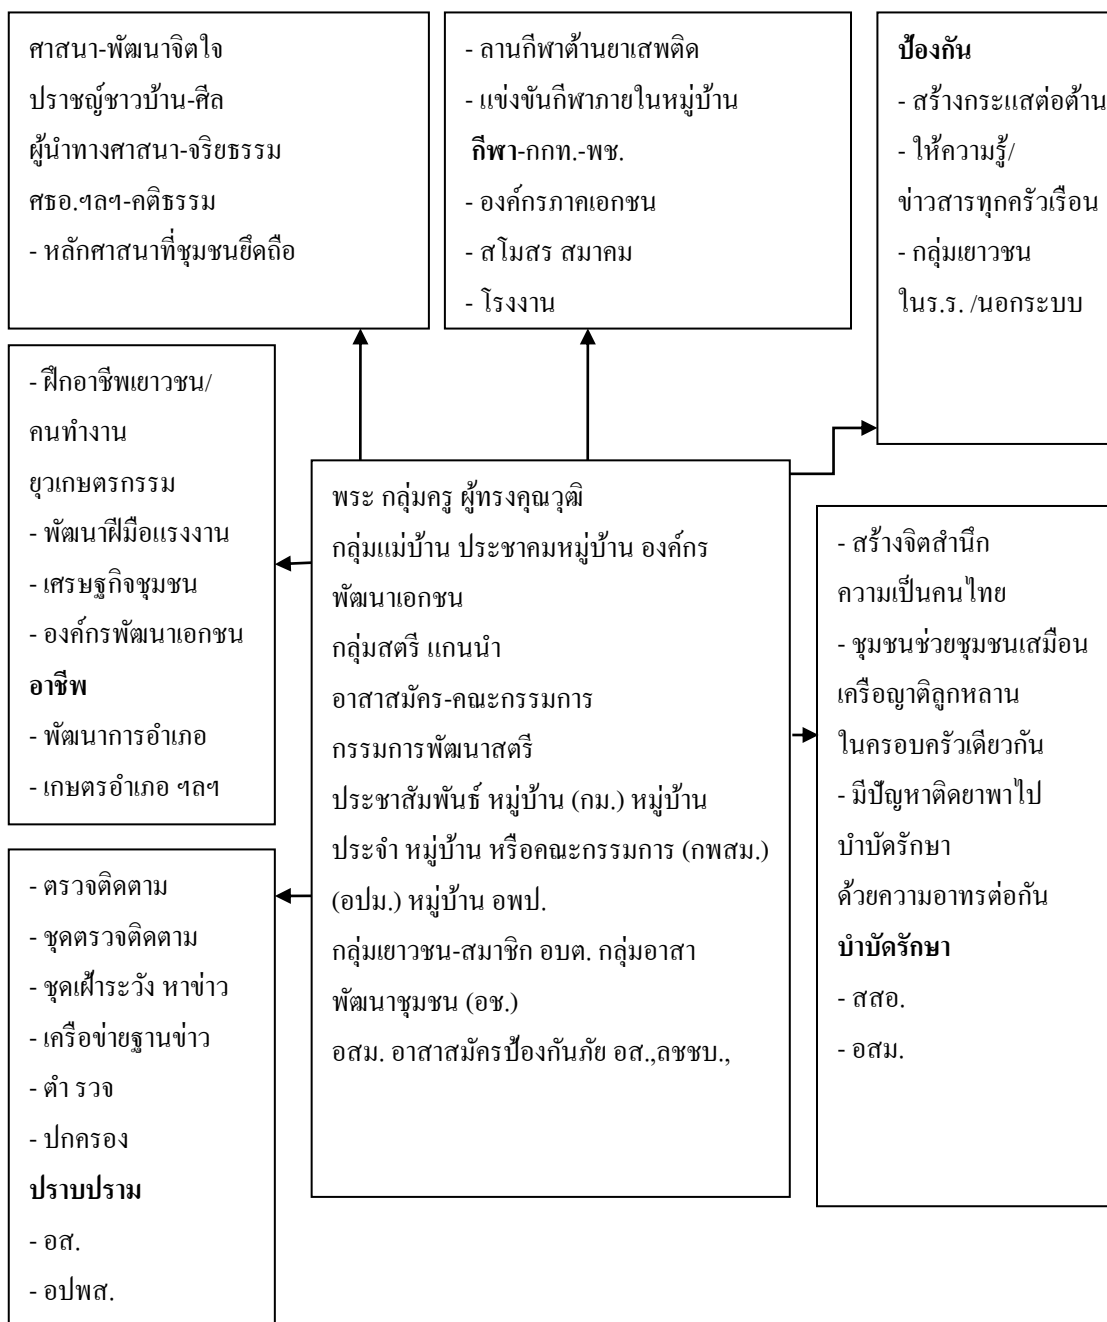 ศาสนา-พัฒนาจิตใจ
ปราชญ์ชาวบ้าน-ศีล
ผู้นำทางศาสนา-จริยธรรม
ศธอ.ฯลฯ-คติธรรม
- หลักศาสนาที่ชุมชนยึดถือ
- ลานกีฬาต้านยาเสพติด
- แข่งขันกีฬาภายในหมู่บ้าน
กีฬา-กกท.-พช.
- องค์กรภาคเอกชน
- สโมสร สมาคม
- โรงงาน
ป้องกัน
- สร้างกระแสต่อต้าน
- ให้ความรู้/
ข่าวสารทุกครัวเรือน
- กลุ่มเยาวชน
ในร.ร. /นอกระบบ
- ฝึกอาชีพเยาวชน/
คนทำงาน
ยุวเกษตรกรรม
- พัฒนาฝีมือแรงงาน
- เศรษฐกิจชุมชน
- องค์กรพัฒนาเอกชน
อาชีพ
- พัฒนาการอำเภอ
- เกษตรอำเภอ ฯลฯ
พระ กลุ่มครู ผู้ทรงคุณวุฒิ
กลุ่มแม่บ้าน ประชาคมหมู่บ้าน องค์กร
พัฒนาเอกชน
กลุ่มสตรี แกนนำ
อาสาสมัคร-คณะกรรมการ
กรรมการพัฒนาสตรี
ประชาสัมพันธ์ หมู่บ้าน (กม.) หมู่บ้าน
ประจำ หมู่บ้าน หรือคณะกรรมการ (กพสม.)
(อปม.) หมู่บ้าน อพป.
กลุ่มเยาวชน-สมาชิก อบต. กลุ่มอาสา
พัฒนาชุมชน (อช.)
อสม. อาสาสมัครป้องกันภัย อส.,ลชชบ.,
- สร้างจิตสำนึก
ความเป็นคนไทย
- ชุมชนช่วยชุมชนเสมือน
เครือญาติลูกหลาน
ในครอบครัวเดียวกัน
- มีปัญหาติดยาพาไป
บำบัดรักษา
ด้วยความอาทรต่อกัน
บำบัดรักษา
- สสอ.
- อสม.
- ตรวจติดตาม
- ชุดตรวจติดตาม
- ชุดเฝ้าระวัง หาข่าว
- เครือข่ายฐานข่าว
- ตำ รวจ
- ปกครอง
ปราบปราม
- อส.
- อปพส.